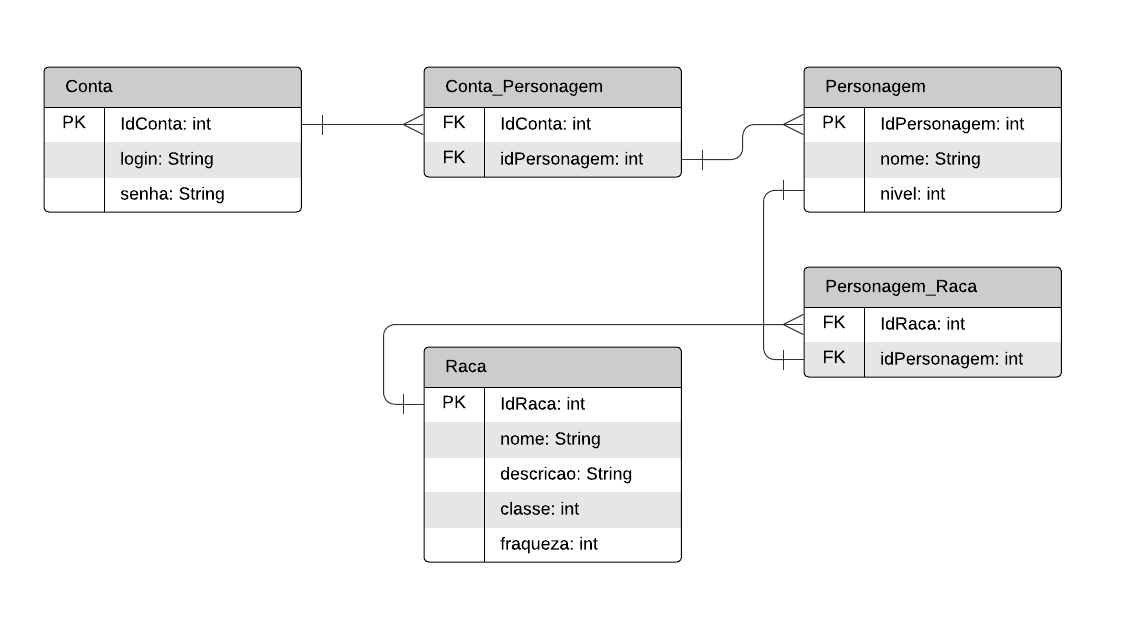 Conta
PK IdConta: int
login: String
senha: String
Conta_Personagem
FK IdConta: int
FK idPersonagem: int
Personagem
PK IdPersonagem: int
nome: String
nivel: int
Personagem_Raca
FK IdRaca: int
FK idPersonagem: int
Raca
PK IdRaca: int
nome: String
descricao: String
classe: int
fraqueza: int